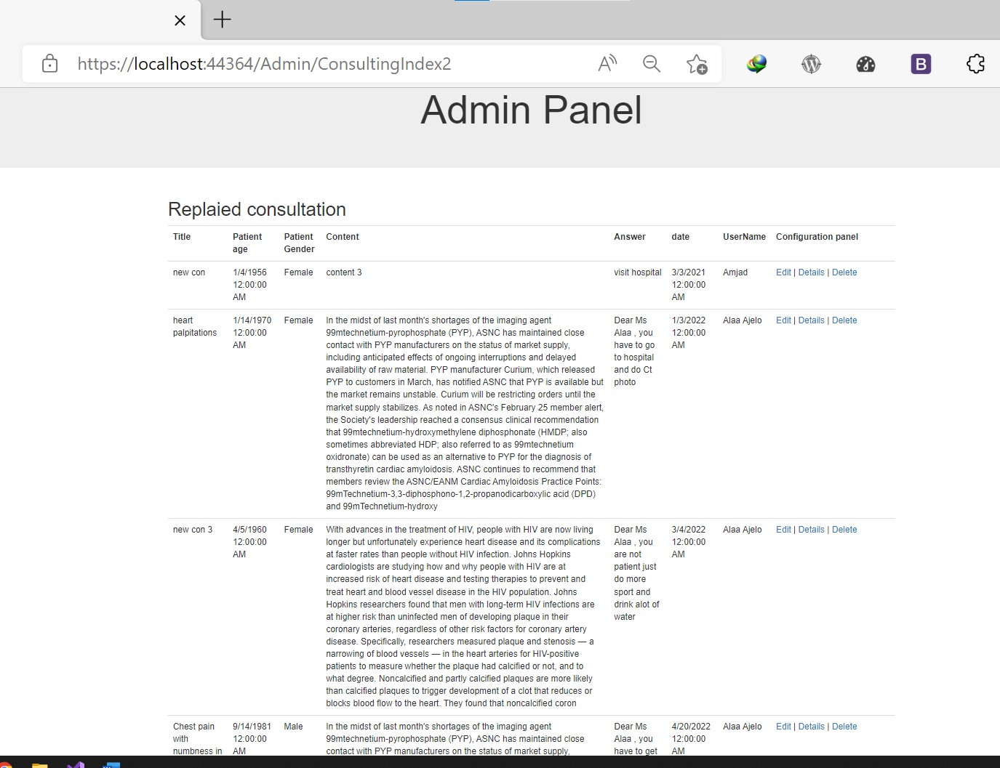 https://localhost:44364/Admin/ConsultingIndex2
A
B
Admin Panel
Replaied consultation
Title
Patient age
Patient Gender
Content
Answer
date
UserName
Configuration panel
new con
1/4/1956
12:00:00
AM
Female
content 3
visit hospital
3/3/2021
12:00:00
AM
Amjad
Edit | Details | Delete
heart
palpitations
1/14/1970
12:00:00
AM
Female
In the midst of last month's shortages of the imaging agent
99mtechnetium-pyrophosphate (PYP), ASNC has maintained close
contact with PYP manufacturers on the status of market supply,
including anticipated effects of ongoing interruptions and delayed
availability of raw material. PYP manufacturer Curium, which released
PYP to customers in March, has notified ASNC that PYP is available but
the market remains unstable. Curium will be restricting orders until the
market supply stabilizes. As noted in ASNC's February 25 member alert,
the Society's leadership reached a consensus clinical recommendation
that 99mtechnetium-hydroxymethylene diphosphonate (HMDP; also
sometimes abbreviated HDP; also referred to as 99mtechnetium
oxidronate) can be used as an alternative to PYP for the diagnosis of
transthyretin cardiac amyloidosis. ASNC continues to recommend that
members review the ASNC/EANM Cardiac Amyloidosis Practice Points:
99mTechnetium-3,3-diphosphono-1,2-propanodicarboxylic acid (DPD)
and 99mTechnetium-hydroxy
Dear Ms
Alaa , you
have to go
to hospital
and do Ct
photo
1/3/2022
12:00:00
AM
Alaa Ajelo
Edit | Details | Delete
new con 3
4/5/1960
12:00:00
AM
Female
With advances in the treatment of HIV, people with HIV are now living
longer but unfortunately experience heart disease and its complications
at faster rates than people without HIV infection. Johns Hopkins
cardiologists are studying how and why people with HIV are at
increased risk of heart disease and testing therapies to prevent and
treat heart and blood vessel disease in the HIV population. Johns
Hopkins researchers found that men with long-term HIV infections are
at higher risk than uninfected men of developing plaque in their
coronary arteries, regardless of other risk factors for coronary artery
disease. Specifically, researchers measured plaque and stenosis — a
narrowing of blood vessels — in the heart arteries for HIV-positive
patients to measure whether the plaque had calcified or not, and to
what degree. Noncalcified and partly calcified plaques are more likely
than calcified plaques to trigger development of a clot that reduces or
blocks blood flow to the heart. They found that noncalcified coron
Dear Ms
Alaa , you
are not
patient just
do more
sport and
drink alot of
water
3/4/2022
12:00:00
AM
Alaa Ajelo
Edit | Details | Delete
Chest pain
with
numbness in
9/14/1981
12:00:00
AM
Male
In the midst of last month's shortages of the imaging agent
99mtechnetium-pyrophosphate (PYP), ASNC has maintained close
contact with PYP manufacturers on the status of market supply,
Dear Ms
Alaa , you
have to get
4/20/2022
12:00:00
AM
Alaa Ajelo
Edit | Details | Delete